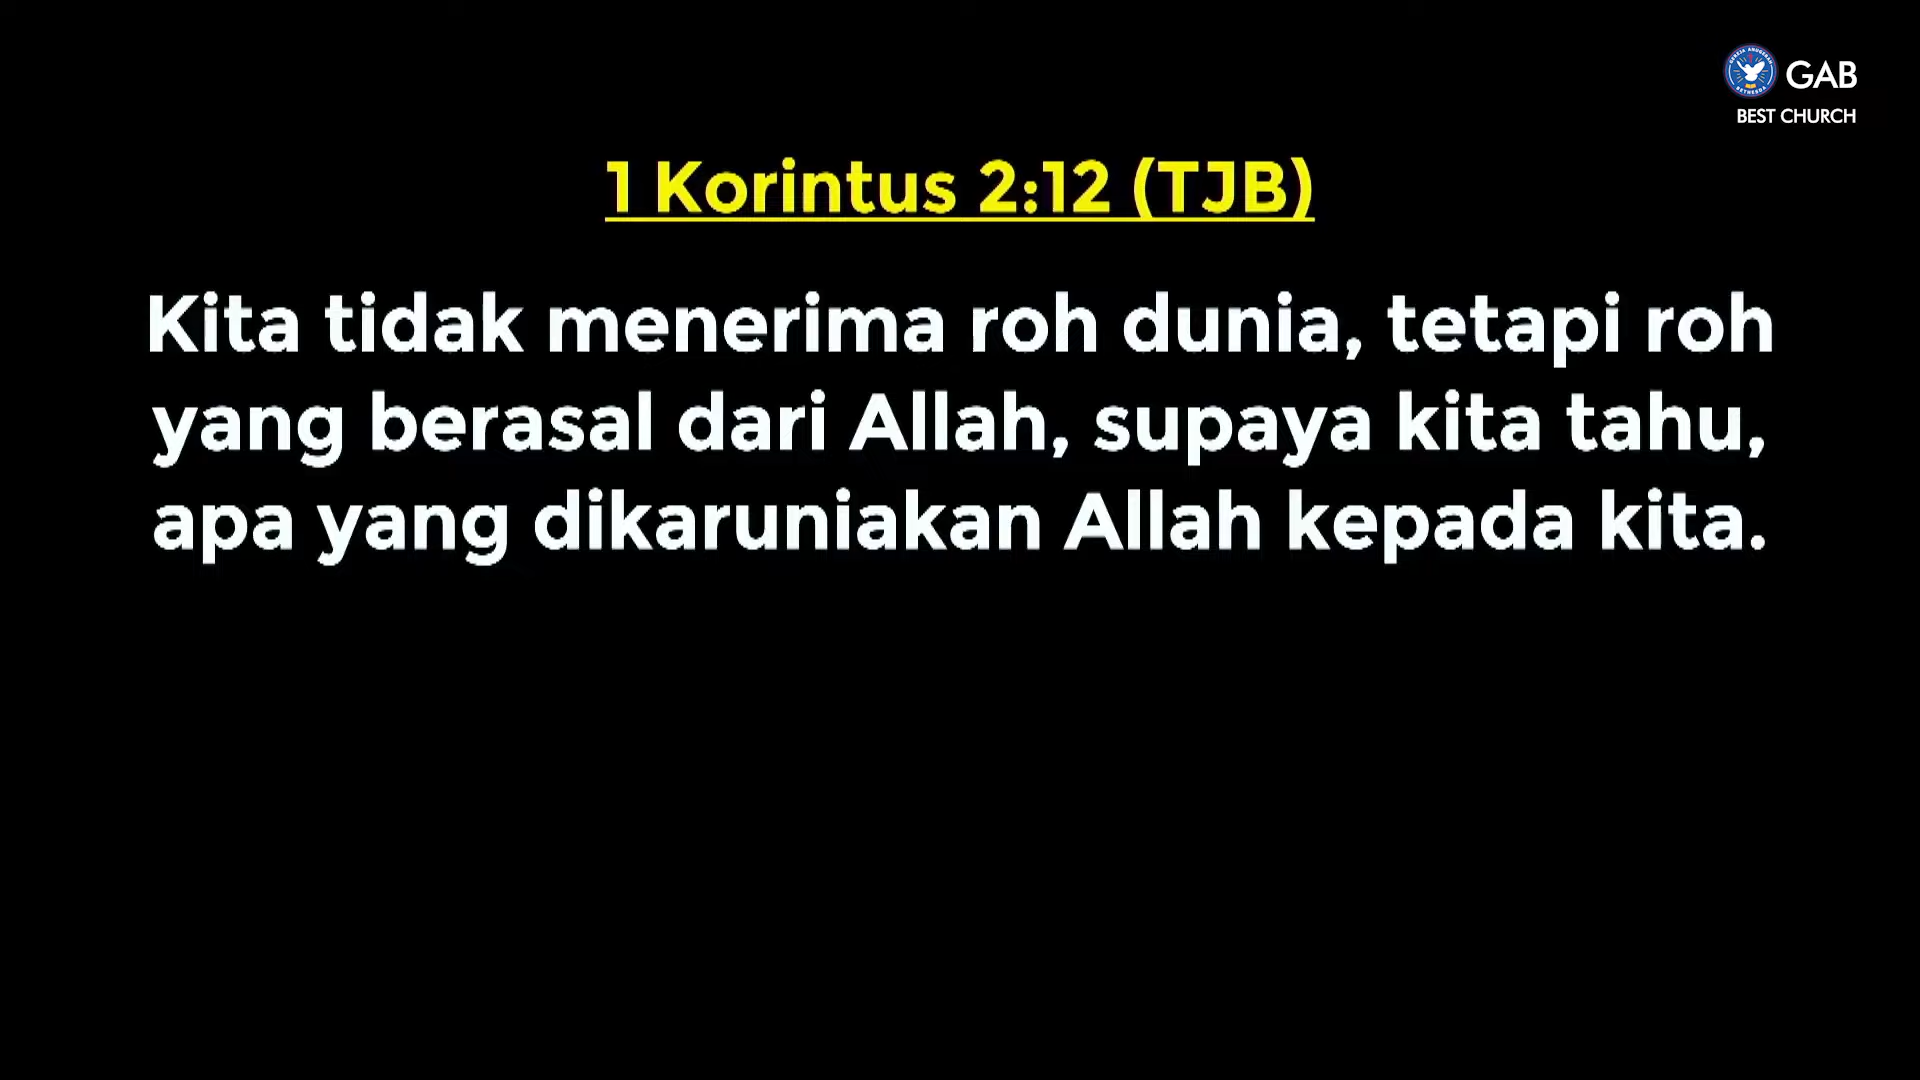 GAB
BEST CHURCH
1 Korintus 2:12 (TJB)
Kita tidak menerima roh dunia, tetapi roh
yang berasal dari Allah, supaya kita tahu,
apa yang dikaruniakan Allah kepada kita.